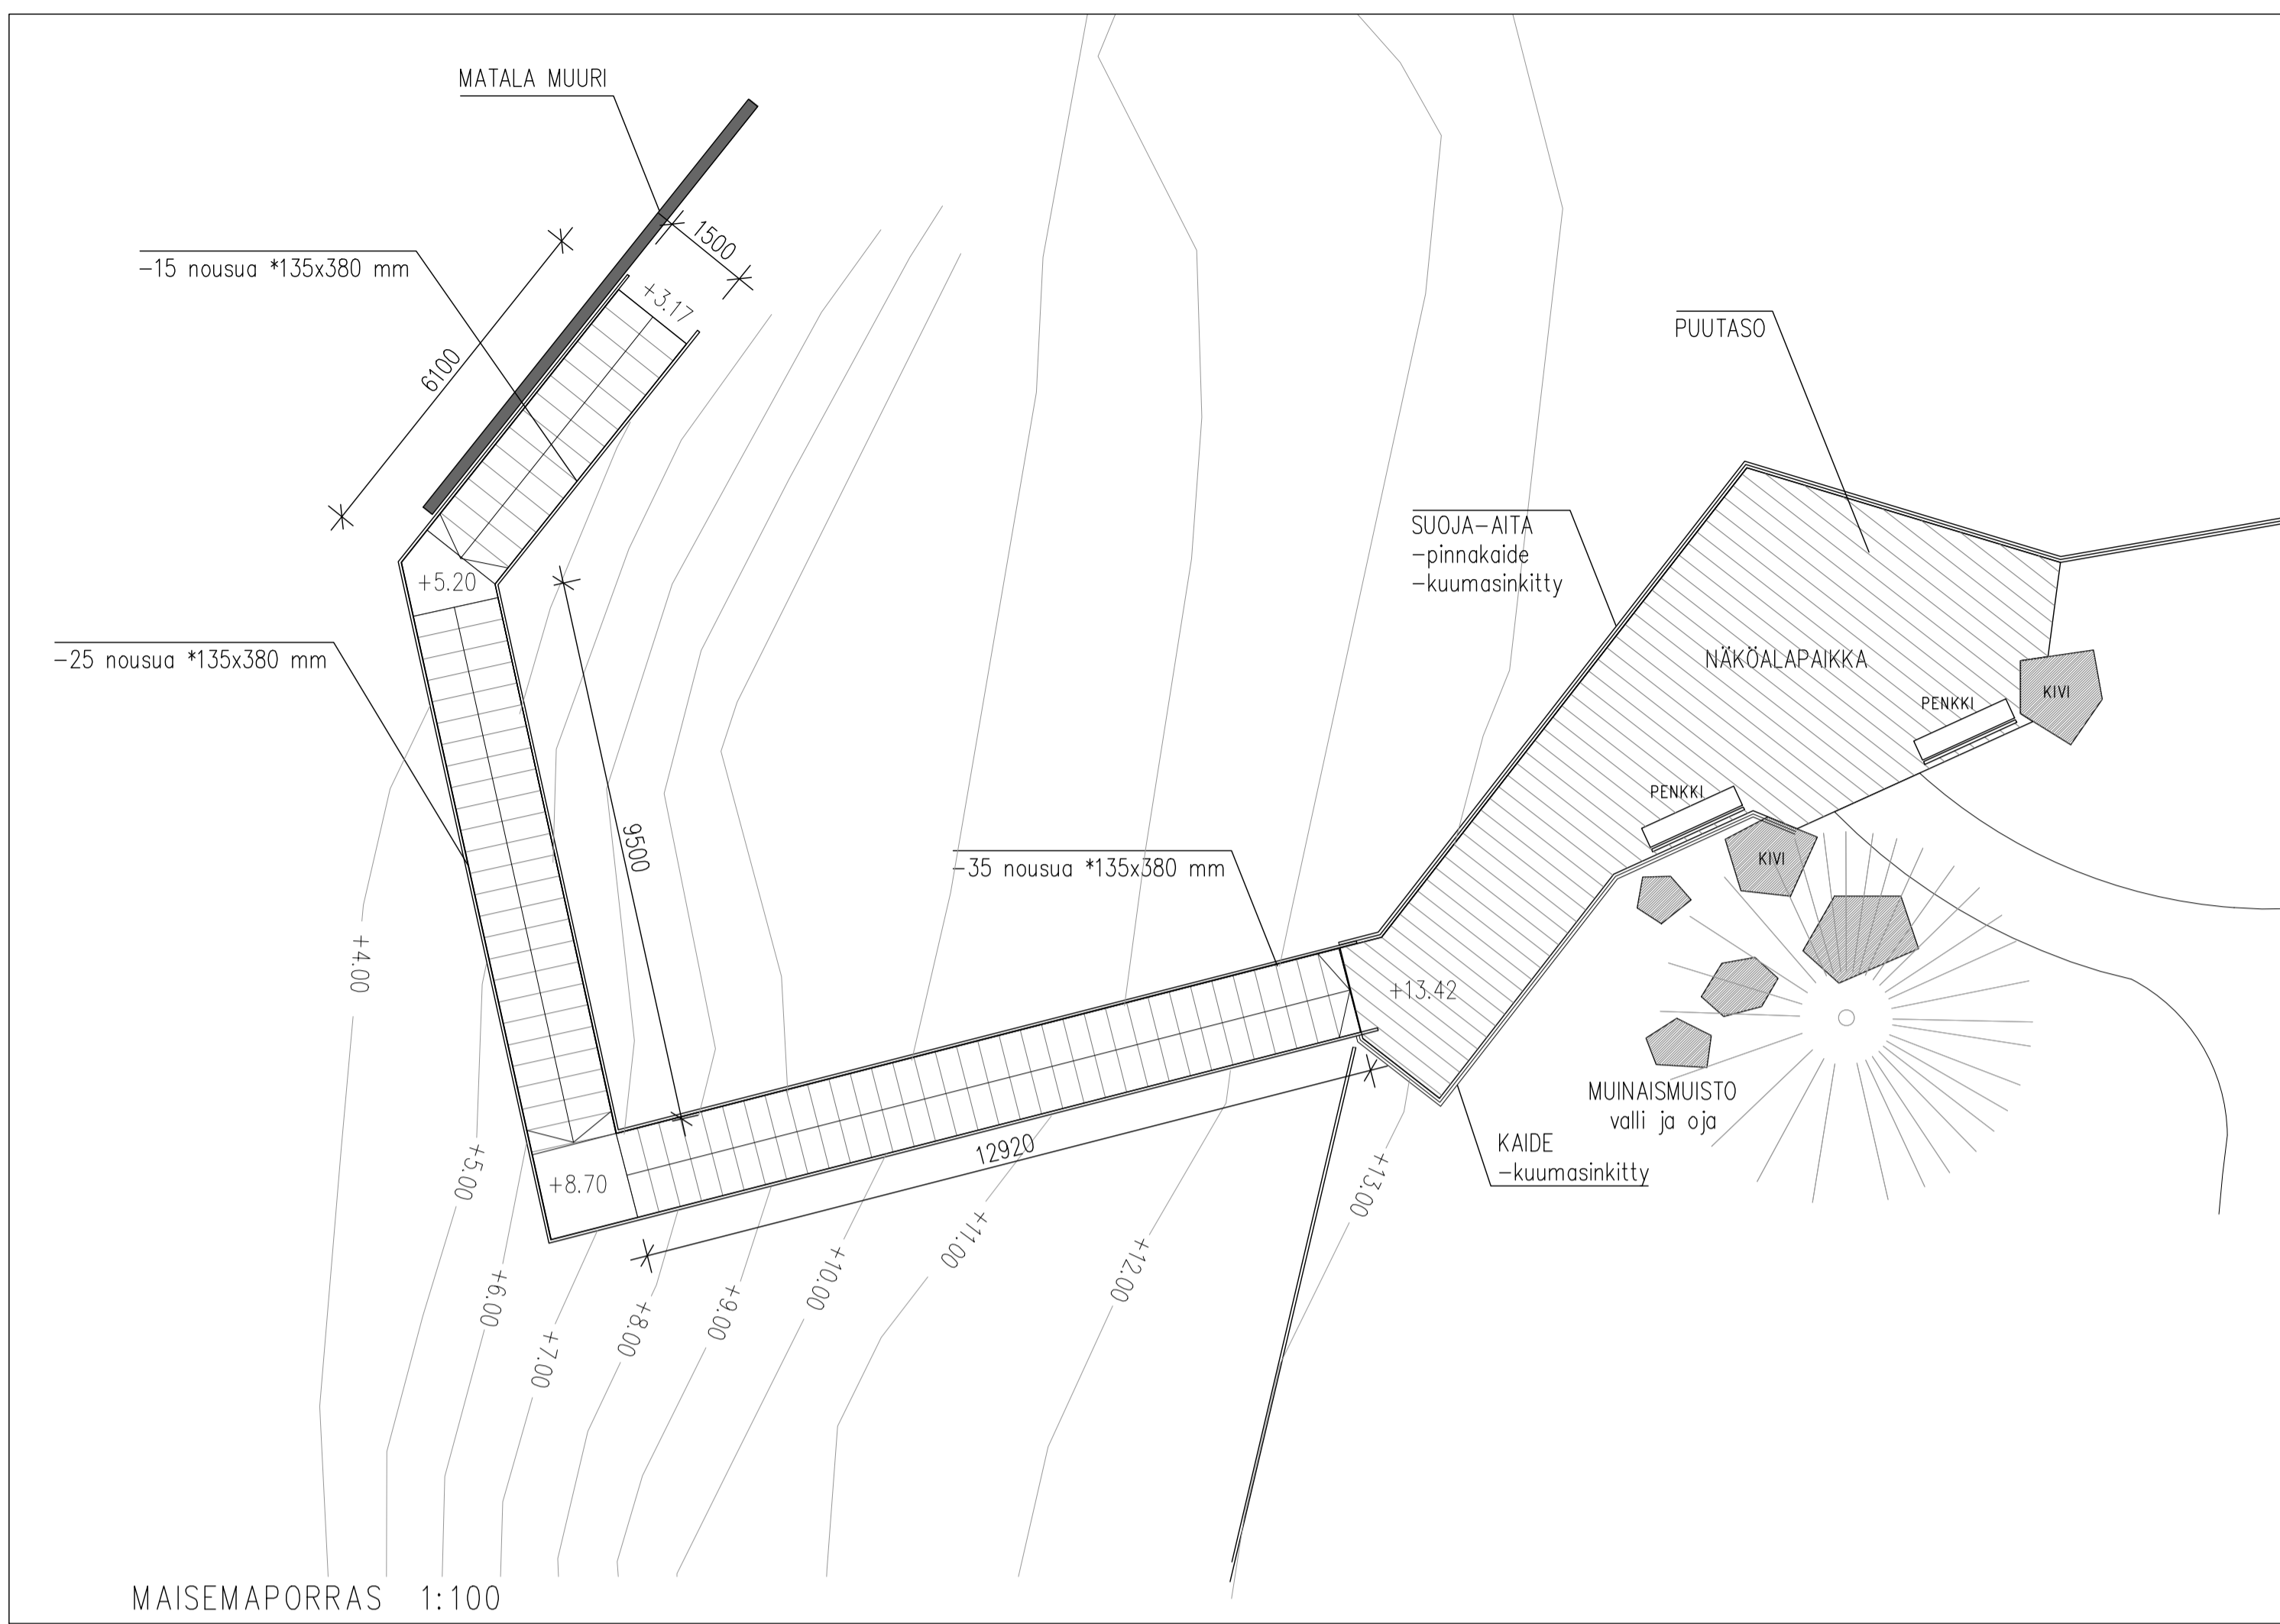 MATALA MUURI
-15 nousua *135x380 mm
1500
+3.17
6100
PUUTASO
SUOJA-AITA
-pinnakaide
-kuumasinkitty
+5.20
-25 nousua *135x380 mm
NÄKÖALAPAIKKA
KIVI
PENKKI
PENKKI
9500
-35 nousua *135x380 mm
KIVI
+4.00
+13.42
MUINAISMUISTO
valli ja oja
KAIDE
-kuumasinkitty
12920
+8.70
+5.00
+6.00
+7.00
+8.00
+9.00
+10.00
+11.00
+12.00
+13.00
MAISEMAPORRAS 1:100